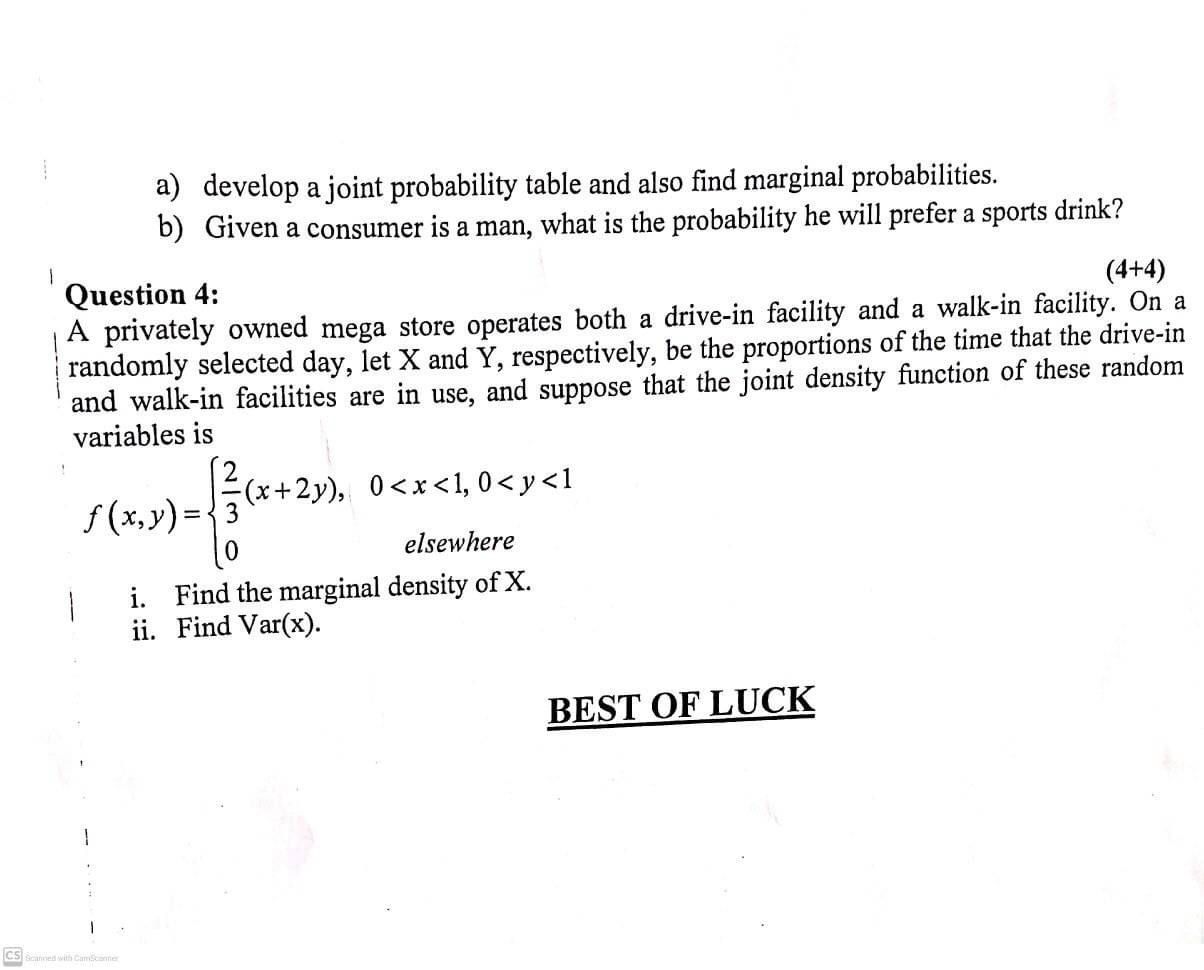 a) develop a joint probability table and also find marginal probabilities.
b) Given a consumer is a man, what is the probability he will prefer a sports drink?
(4+4)
Question 4:
A privately owned mega store operates both a drive-in facility and a walk-in facility. On a
randomly selected day, let X and Y, respectively, be the proportions of the time that the drive-in
and walk-in facilities are in use, and suppose that the joint density function of these random
variables is
f(x,y)={ 2/3 (x+2y), 0<x<1, 0<y<1
0 elsewhere
i. Find the marginal density of X.
ii. Find Var(x).
BEST OF LUCK
CS Scanned with CamScanner